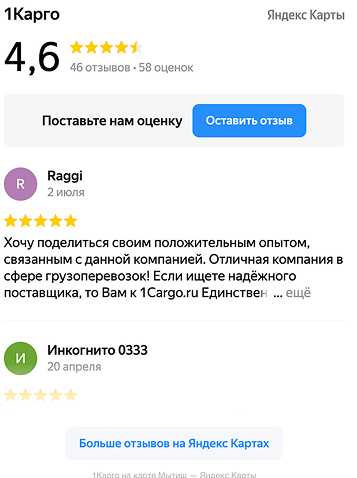 1Карго
Яндекс Карты
4,6
46 отзывов • 58 оценок
Поставьте нам оценку
Оставить отзыв
R
Raggi
2 июля
Хочу поделиться своим положительным опытом,
связанным с данной компанией. Отличная компания в
сфере грузоперевозок! Если ищете надёжного
поставщика, то Вам к 1Cargo.ru Единствен ... ещё
И
Инкогнито 0333
20 апреля
Больше отзывов на Яндекс Картах
1Карго на карте Мытищ — Яндекс Карты